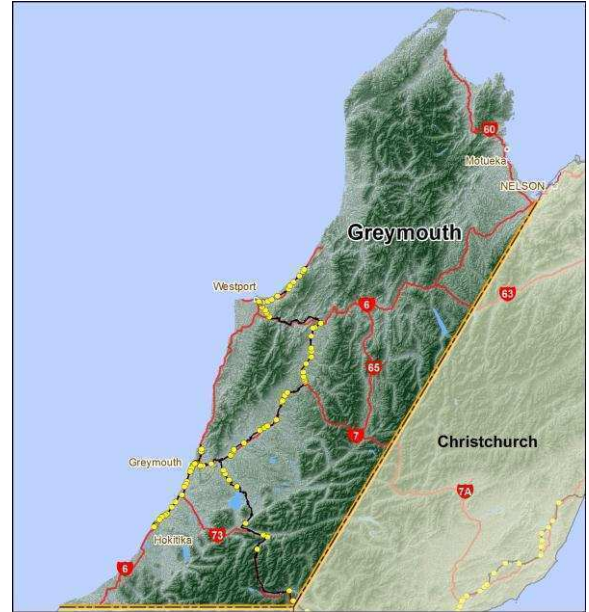 60
Motueka
NELSON
Greymouth
Westport
63
6
65
7
Christchurch
Greymouth
7A
73
Hokitika
6